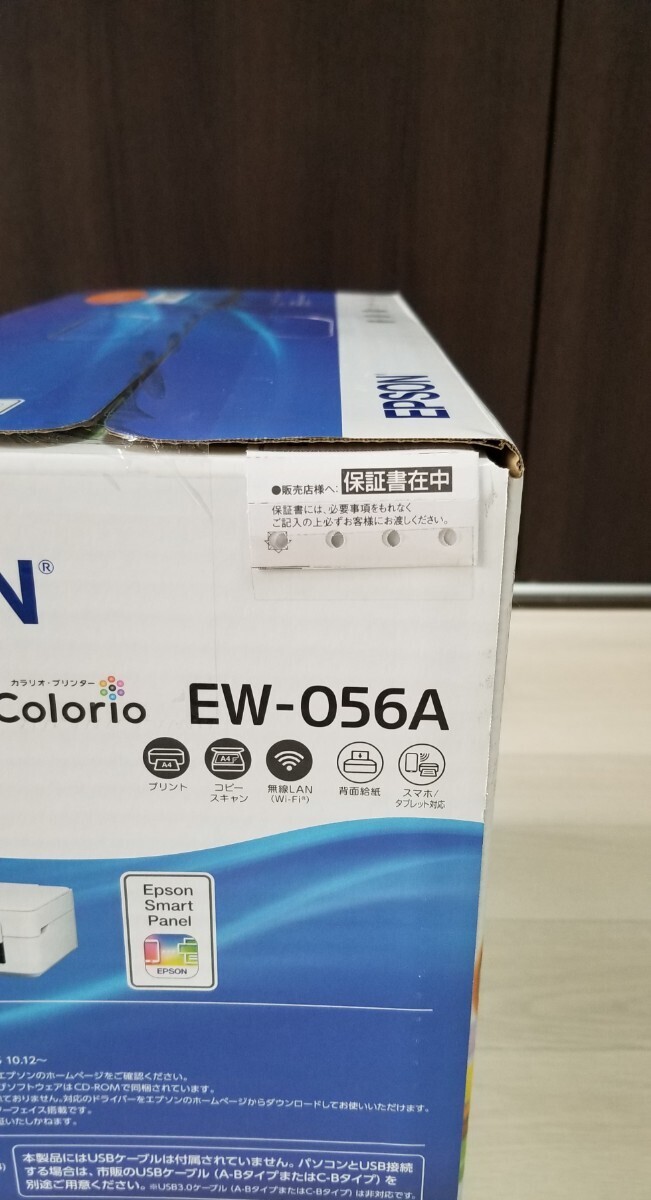 EPSON
●販売店様へ: 保証書在中
保証書には、必要事項をもれなく
ご記入の上必ずお客様にお渡しください。
N®
カラリオ・プリンター
Colorio EW-056A
A4 A4
プリント コピー 無線LAN 背面給紙 スマホ/
スキャン (Wi-Fi®) タブレット対応
Epson
Smart
Panel
EPSON
10.12～
エプソンのホームページをご確認ください。
ソフトウェアはCD-ROMで同梱されています。
ておりません。対応のドライバーをエプソンのホームページからダウンロードしてお使いいただけます。
ーフェイス搭載です。
いたしかねます。
本製品にはUSBケーブルは付属されていません。パソコンとUSB接続
する場合は、市販のUSBケーブル(A-BタイプまたはC-Bタイプ)を
別途ご用意ください。※USB3.0ケーブル(A-BタイプまたはC-Bタイプ)は非対応です。